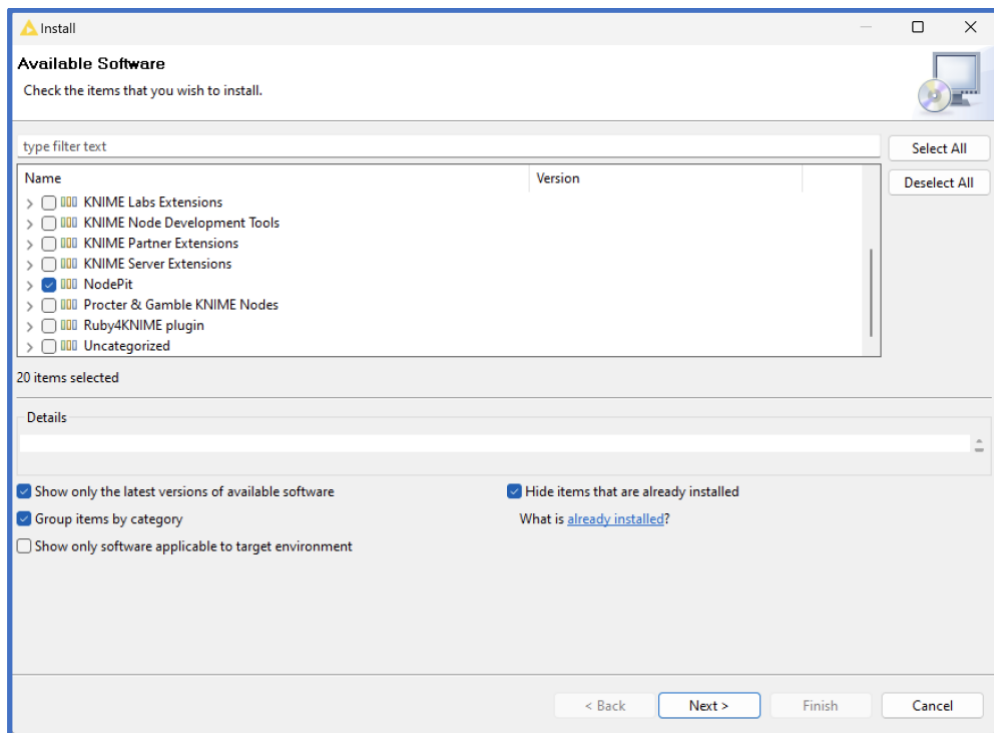 Install
Available Software
Check the items that you wish to install.
type filter text
Select All
Deselect All
Name Version
KNIME Labs Extensions
KNIME Node Development Tools
KNIME Partner Extensions
KNIME Server Extensions
NodePit
Procter & Gamble KNIME Nodes
Ruby4KNIME plugin
Uncategorized
20 items selected
Details
Show only the latest versions of available software
Hide items that are already installed
Group items by category
What is already installed?
Show only software applicable to target environment
< Back Next > Finish Cancel